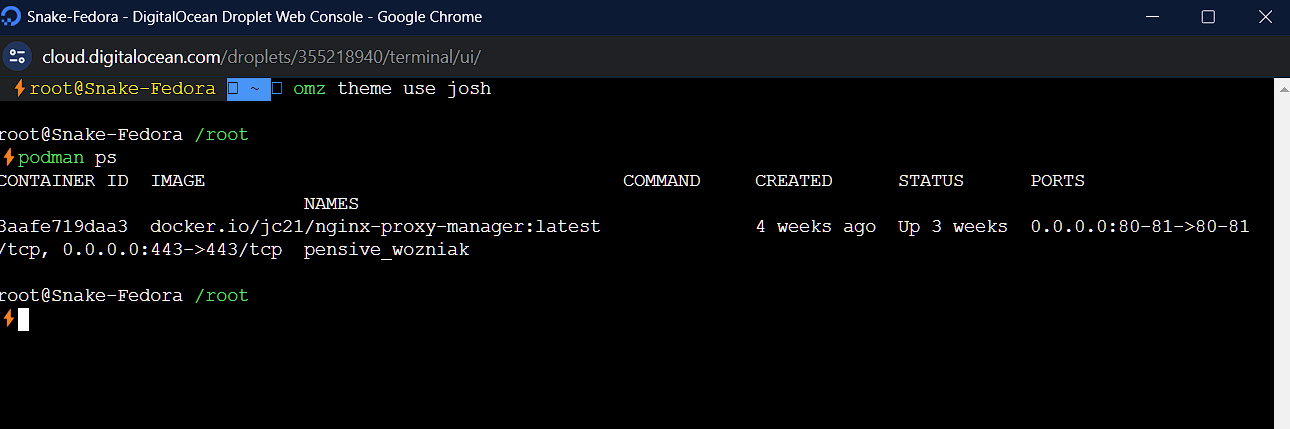 Snake-Fedora - DigitalOcean Droplet Web Console - Google Chrome
cloud.digitalocean.com/droplets/355218940/terminal/ui/
⚡root@Snake-Fedora ~ omz theme use josh
root@Snake-Fedora /root
⚡podman ps
CONTAINER ID IMAGE COMMAND CREATED STATUS PORTS
NAMES
3aafe719daa3 docker.io/jc21/nginx-proxy-manager:latest 4 weeks ago Up 3 weeks 0.0.0.0:80-81->80-81
/tcp, 0.0.0.0:443->443/tcp pensive_wozniak
root@Snake-Fedora /root
⚡